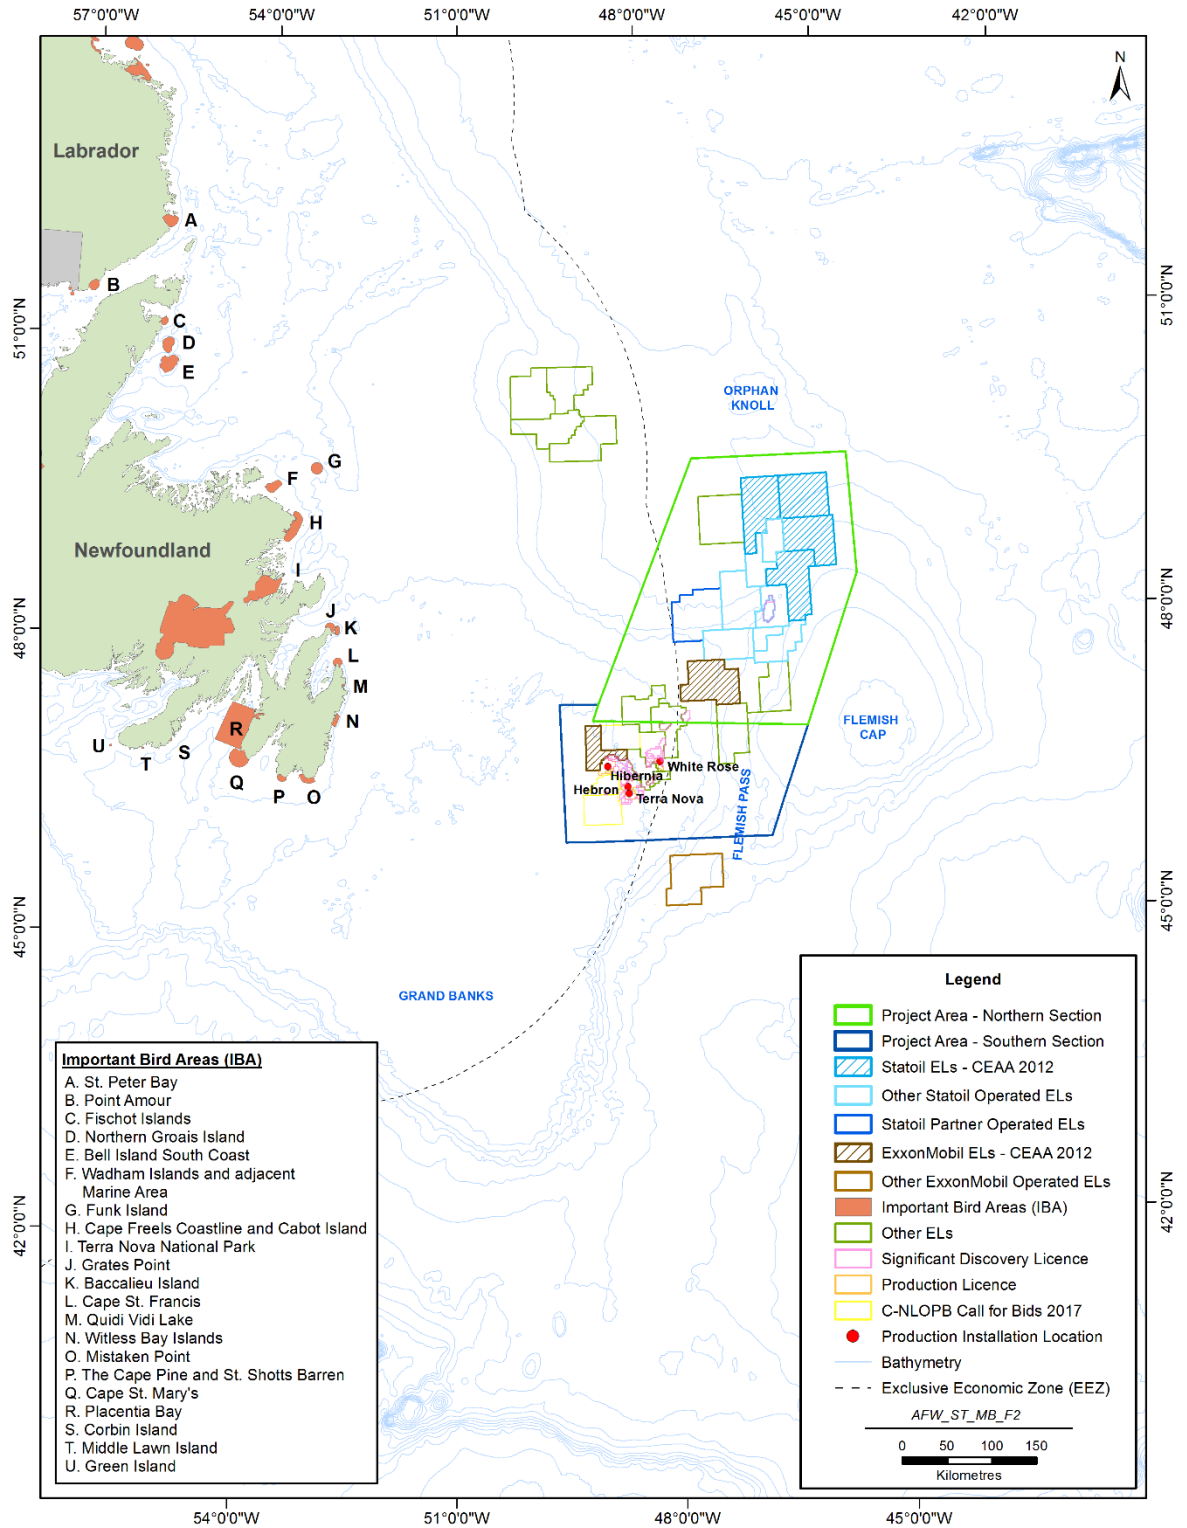 57°0'0"W
54°0'0"W
51°0'0"W
48°0'0"W
45°0'0"W
42°0'0"W
N
Labrador
A
B
C
D
E
51°0'0"N
51°0'0"N
ORPHAN
KNOLL
G
F
H
Newfoundland
I
J
K
L
M
N
48°0'0"N
48°0'0"N
R
U
T
S
Q
P
O
FLEMISH
CAP
White Rose
Hibernia
Hebron
Terra Nova
FLEMISH PASS
45°0'0"N
45°0'0"N
GRAND BANKS
42°0'0"N
42°0'0"N
Important Bird Areas (IBA)
A. St. Peter Bay
B. Point Amour
C. Fischot Islands
D. Northern Groais Island
E. Bell Island South Coast
F. Wadham Islands and adjacent
Marine Area
G. Funk Island
H. Cape Freels Coastline and Cabot Island
I. Terra Nova National Park
J. Grates Point
K. Baccalieu Island
L. Cape St. Francis
M. Quidi Vidi Lake
N. Witless Bay Islands
O. Mistaken Point
P. The Cape Pine and St. Shotts Barren
Q. Cape St. Mary's
R. Placentia Bay
S. Corbin Island
T. Middle Lawn Island
U. Green Island
Legend
Project Area - Northern Section
Project Area - Southern Section
Statoil ELs - CEAA 2012
Other Statoil Operated ELs
Statoil Partner Operated ELs
ExxonMobil ELs - CEAA 2012
Other ExxonMobil Operated ELs
Important Bird Areas (IBA)
Other ELs
Significant Discovery Licence
Production Licence
C-NLOPB Call for Bids 2017
Production Installation Location
Bathymetry
Exclusive Economic Zone (EEZ)
AFW_ST_MB_F2
0 50 100 150
Kilometres
54°0'0"W
51°0'0"W
48°0'0"W
45°0'0"W